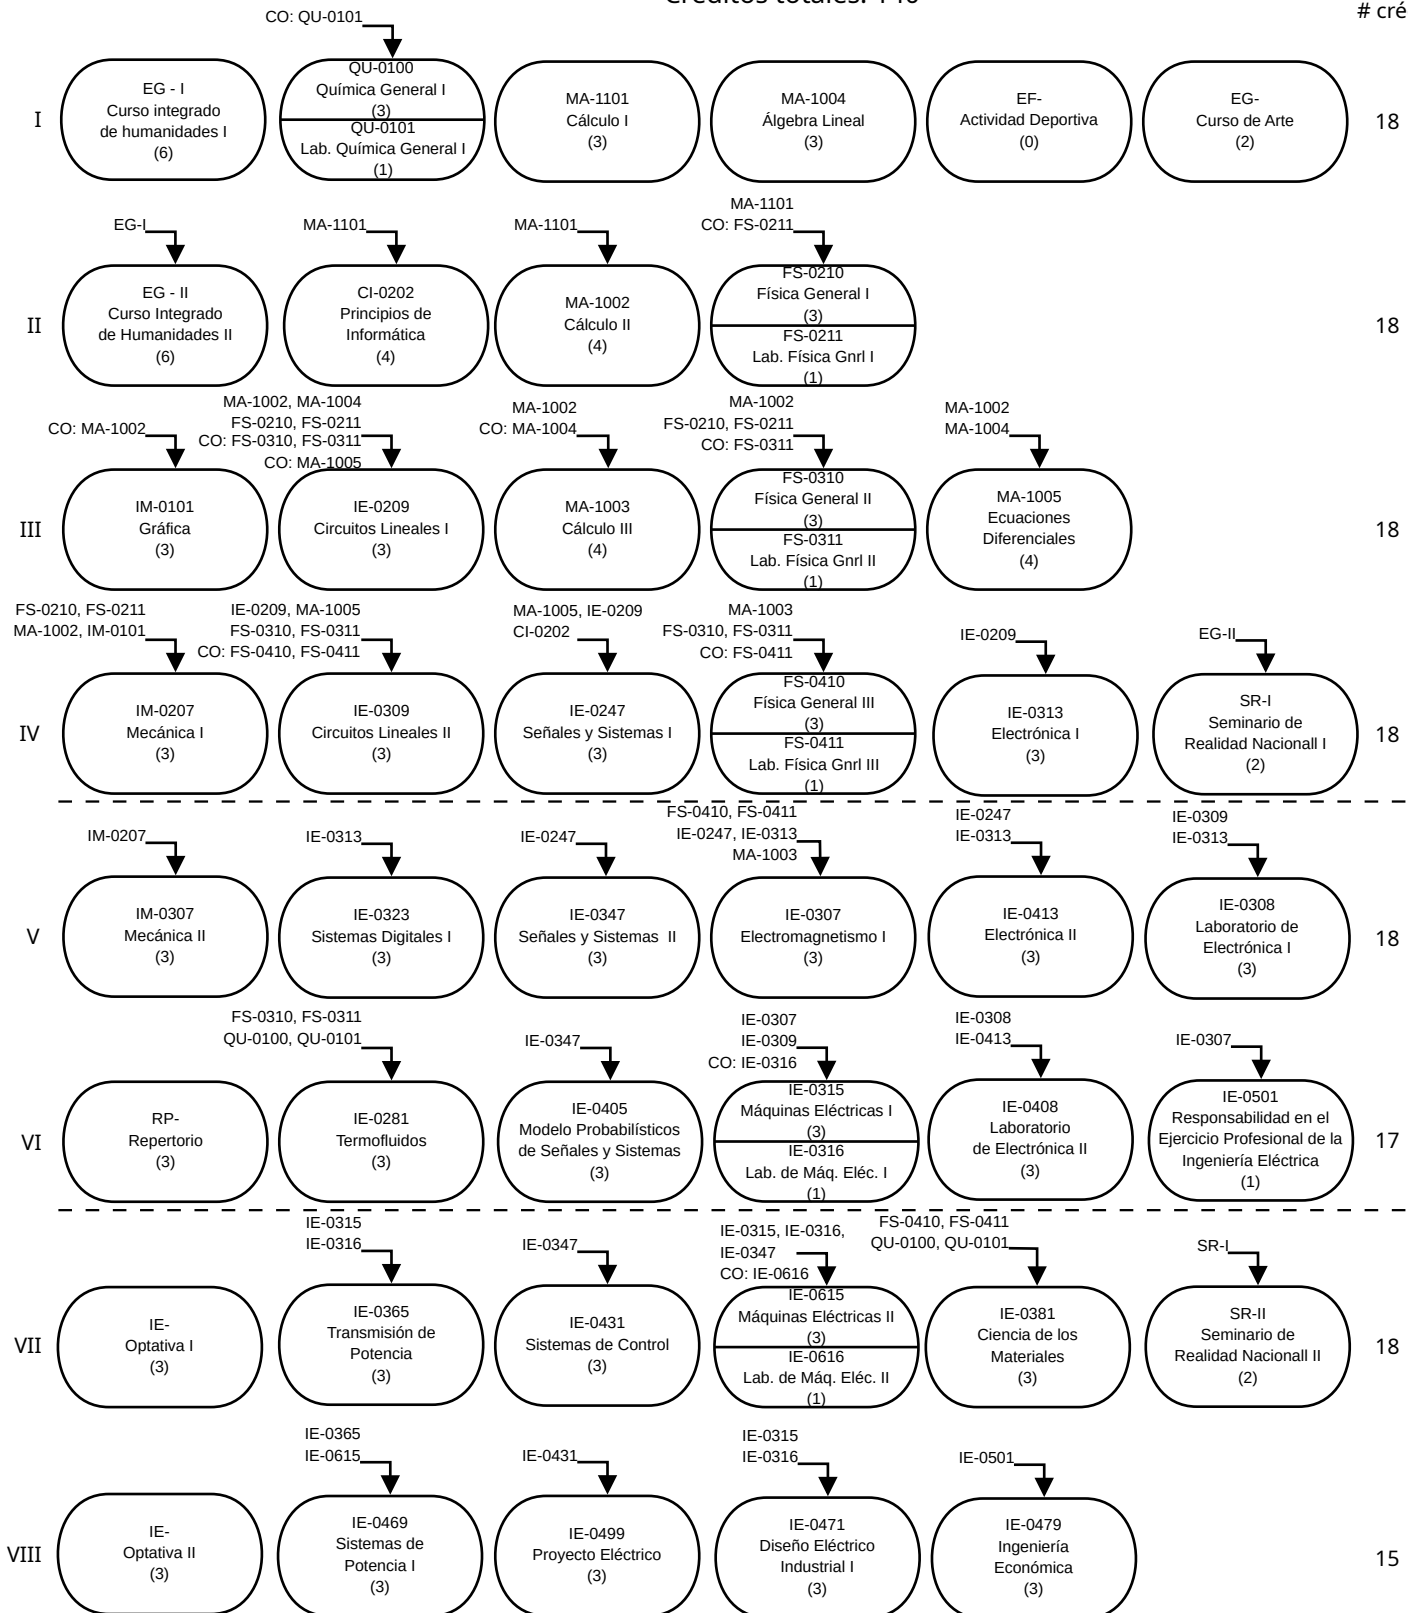 # cré
CO: QU-0101
I
EG - I
Curso integrado
de humanidades I
(6)
QU-0100
Química General I
(3)
QU-0101
Lab. Química General I
(1)
MA-1101
Cálculo I
(3)
MA-1004
Álgebra Lineal
(3)
EF-
Actividad Deportiva
(0)
EG-
Curso de Arte
(2)
18
EG-I
MA-1101
MA-1101
MA-1101
CO: FS-0211
II
EG - II
Curso Integrado
de Humanidades II
(6)
CI-0202
Principios de
Informática
(4)
MA-1002
Cálculo II
(4)
FS-0210
Física General I
(3)
FS-0211
Lab. Física Gnrl I
(1)
18
CO: MA-1002
MA-1002, MA-1004
FS-0210, FS-0211
CO: FS-0310, FS-0311
CO: MA-1005
MA-1002
CO: MA-1004
MA-1002
FS-0210, FS-0211
CO: FS-0311
MA-1002
MA-1004
III
IM-0101
Gráfica
(3)
IE-0209
Circuitos Lineales I
(3)
MA-1003
Cálculo III
(4)
FS-0310
Física General II
(3)
FS-0311
Lab. Física Gnrl II
(1)
MA-1005
Ecuaciones
Diferenciales
(4)
18
FS-0210, FS-0211
MA-1002, IM-0101
IE-0209, MA-1005
FS-0310, FS-0311
CO: FS-0410, FS-0411
MA-1005, IE-0209
CI-0202
MA-1003
FS-0310, FS-0311
CO: FS-0411
IE-0209
EG-II
IV
IM-0207
Mecánica I
(3)
IE-0309
Circuitos Lineales II
(3)
IE-0247
Señales y Sistemas I
(3)
FS-0410
Física General III
(3)
FS-0411
Lab. Física Gnrl III
(1)
IE-0313
Electrónica I
(3)
SR-I
Seminario de
Realidad Nacionall I
(2)
18
IM-0207
IE-0313
IE-0247
FS-0410, FS-0411
IE-0247, IE-0313
MA-1003
IE-0247
IE-0313
IE-0309
IE-0313
V
IM-0307
Mecánica II
(3)
IE-0323
Sistemas Digitales I
(3)
IE-0347
Señales y Sistemas II
(3)
IE-0307
Electromagnetismo I
(3)
IE-0413
Electrónica II
(3)
IE-0308
Laboratorio de
Electrónica I
(3)
18
FS-0310, FS-0311
QU-0100, QU-0101
IE-0347
IE-0307
IE-0309
CO: IE-0316
IE-0308
IE-0413
IE-0307
VI
RP-
Repertorio
(3)
IE-0281
Termofluidos
(3)
IE-0405
Modelo Probabilísticos
de Señales y Sistemas
(3)
IE-0315
Máquinas Eléctricas I
(3)
IE-0316
Lab. de Máq. Eléc. I
(1)
IE-0408
Laboratorio
de Electrónica II
(3)
IE-0501
Responsabilidad en el
Ejercicio Profesional de la
Ingeniería Eléctrica
(1)
17
IE-0315
IE-0316
IE-0347
IE-0315, IE-0316,
IE-0347
CO: IE-0616
FS-0410, FS-0411
QU-0100, QU-0101
SR-I
VII
IE-
Optativa I
(3)
IE-0365
Transmisión de
Potencia
(3)
IE-0431
Sistemas de Control
(3)
IE-0615
Máquinas Eléctricas II
(3)
IE-0616
Lab. de Máq. Eléc. II
(1)
IE-0381
Ciencia de los
Materiales
(3)
SR-II
Seminario de
Realidad Nacionall II
(2)
18
IE-0365
IE-0615
IE-0431
IE-0315
IE-0316
IE-0501
VIII
IE-
Optativa II
(3)
IE-0469
Sistemas de
Potencia I
(3)
IE-0499
Proyecto Eléctrico
(3)
IE-0471
Diseño Eléctrico
Industrial I
(3)
IE-0479
Ingeniería
Económica
(3)
15